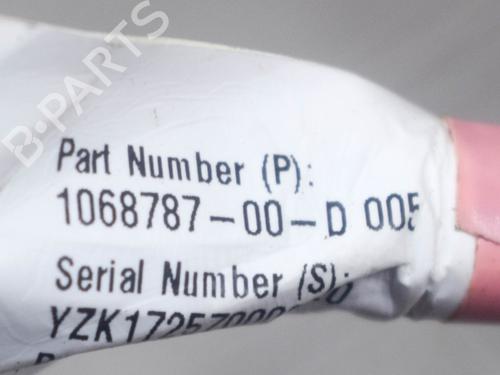 B-PARTS
Part Number (P):
1068787-00-D 005
Serial Number (S):